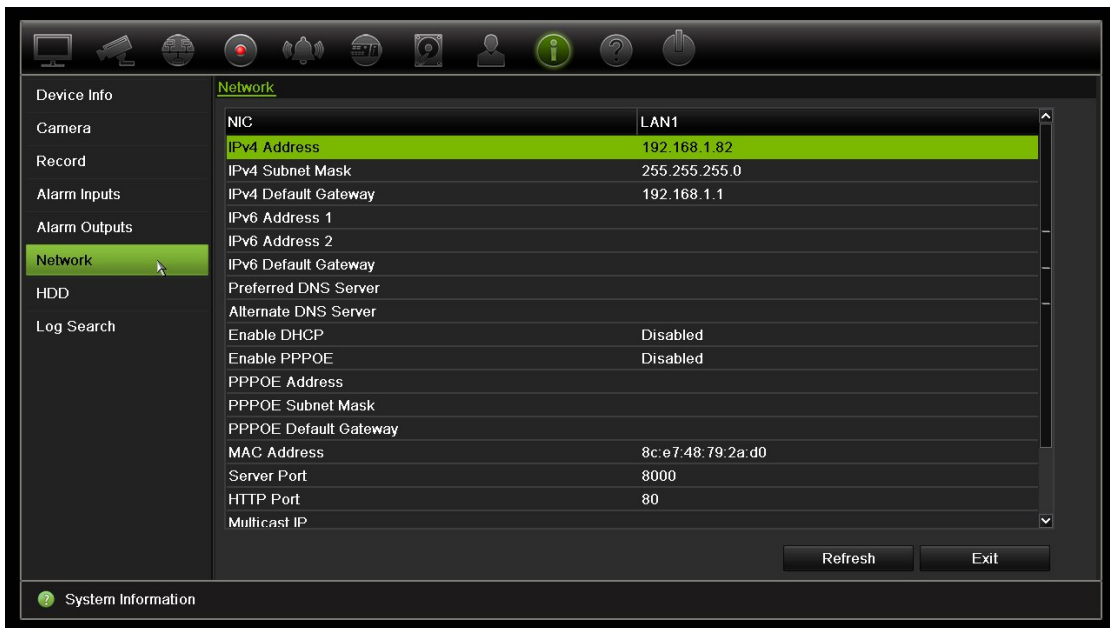 Network
Device Info
Camera
Record
Alarm Inputs
Alarm Outputs
Network
HDD
Log Search
NIC LAN1
IPv4 Address 192.168.1.82
IPv4 Subnet Mask 255.255.255.0
IPv4 Default Gateway 192.168.1.1
IPv6 Address 1
IPv6 Address 2
IPv6 Default Gateway
Preferred DNS Server
Alternate DNS Server
Enable DHCP Disabled
Enable PPPOE Disabled
PPPOE Address
PPPOE Subnet Mask
PPPOE Default Gateway
MAC Address 8c:e7:48:79:2a:d0
Server Port 8000
HTTP Port 80
Multicast IP
Refresh Exit
System Information